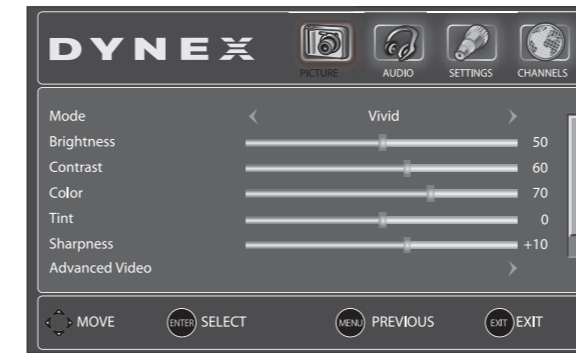 DYNEX
PICTURE AUDIO SETTINGS CHANNELS
Mode Vivid
Brightness 50
Contrast 60
Color 70
Tint 0
Sharpness +10
Advanced Video
MOVE ENTER SELECT MENU PREVIOUS EXIT EXIT